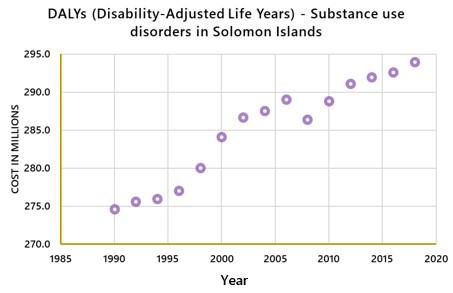 DALYs (Disability-Adjusted Life Years) - Substance use
disorders in Solomon Islands
COST IN MILLIONS
295.0
290.0
285.0
280.0
275.0
270.0
1985 1990 1995 2000 2005 2010 2015 2020
Year